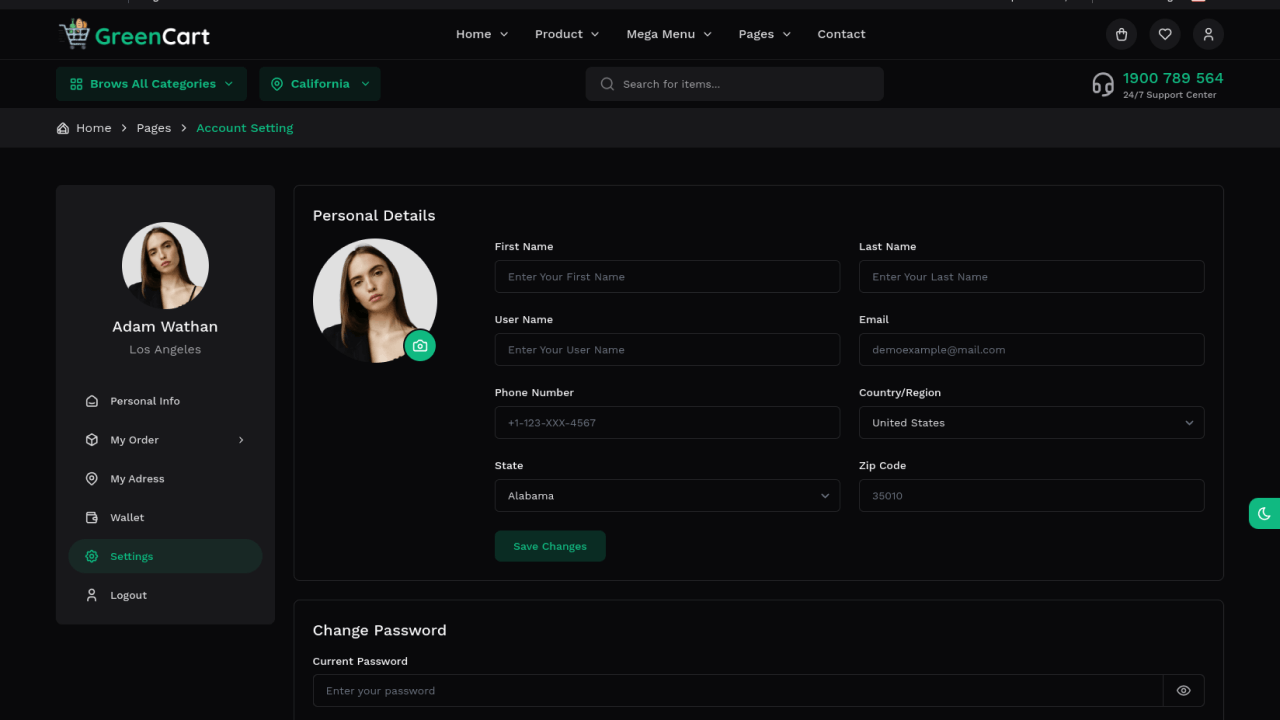 GreenCart
Home
Product
Mega Menu
Pages
Contact
Brows All Categories
California
Search for items...
1900 789 564
24/7 Support Center
Home
Pages
Account Setting
Adam Wathan
Los Angeles
Personal Info
My Order
My Adress
Wallet
Settings
Logout
Personal Details
First Name
Last Name
Enter Your First Name
Enter Your Last Name
User Name
Email
Enter Your User Name
demoexample@mail.com
Phone Number
Country/Region
+1-123-XXX-4567
United States
State
Zip Code
Alabama
35010
Save Changes
Change Password
Current Password
Enter your password